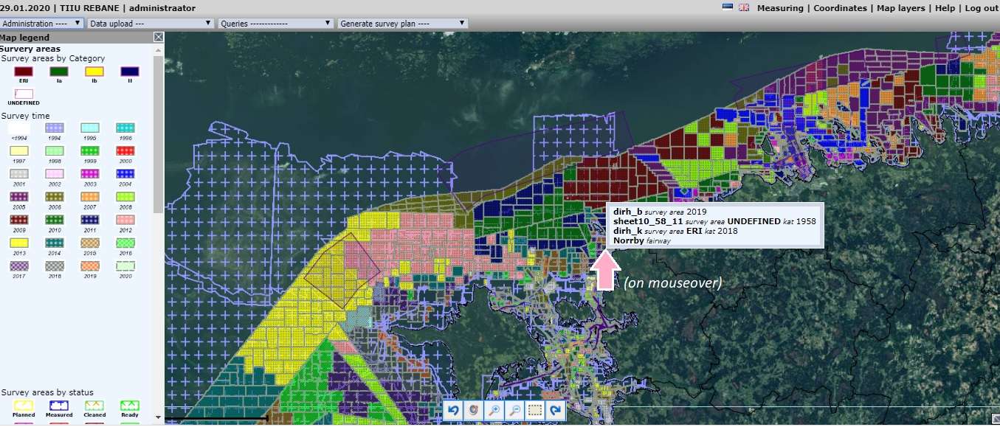 29.01.2020 | TIIU REBANE | administraator
Measuring | Coordinates | Map layers | Help | Log out
Administration ----
Data upload ---
Queries -------------
Generate survey plan ----
Map legend
Survery areas
Survey areas by Category
ERI Ia Ib II
UNDEFINED
Survey time
<1994 1994 1995 1996
1997 1998 1999 2000
2001 2002 2003 2004
2005 2006 2007 2008
2009 2010 2011 2012
2013 2014 2015 2016
2017 2018 2019 2020
Survey areas by status
Planned Measured Cleaned Ready
dirh_b survey area 2019
sheet10_58_11 survey area UNDEFINED kat 1958
dirh_k survey area ERI kat 2018
Norrby fairway
(on mouseover)